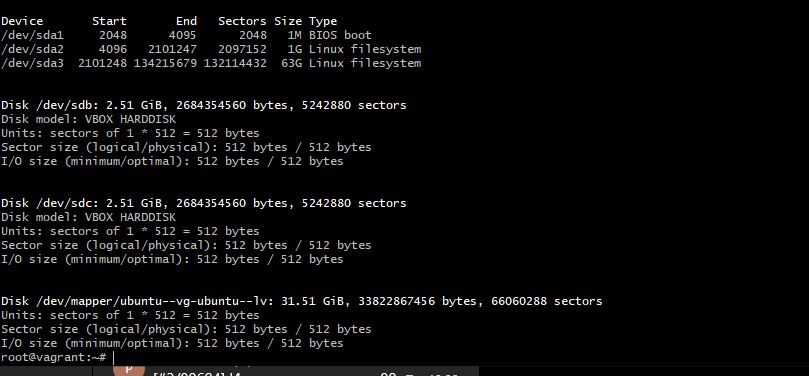 Device       Start       End   Sectors Size Type
/dev/sda1     2048      4095      2048   1M BIOS boot
/dev/sda2     4096   2101247   2097152   1G Linux filesystem
/dev/sda3  2101248 134215679 132114432  63G Linux filesystem
Disk /dev/sdb: 2.51 GiB, 2684354560 bytes, 5242880 sectors
Disk model: VBOX HARDDISK
Units: sectors of 1 * 512 = 512 bytes
Sector size (logical/physical): 512 bytes / 512 bytes
I/O size (minimum/optimal): 512 bytes / 512 bytes
Disk /dev/sdc: 2.51 GiB, 2684354560 bytes, 5242880 sectors
Disk model: VBOX HARDDISK
Units: sectors of 1 * 512 = 512 bytes
Sector size (logical/physical): 512 bytes / 512 bytes
I/O size (minimum/optimal): 512 bytes / 512 bytes
Disk /dev/mapper/ubuntu--vg-ubuntu--lv: 31.51 GiB, 33822867456 bytes, 66060288 sectors
Units: sectors of 1 * 512 = 512 bytes
Sector size (logical/physical): 512 bytes / 512 bytes
I/O size (minimum/optimal): 512 bytes / 512 bytes
root@vagrant:~#